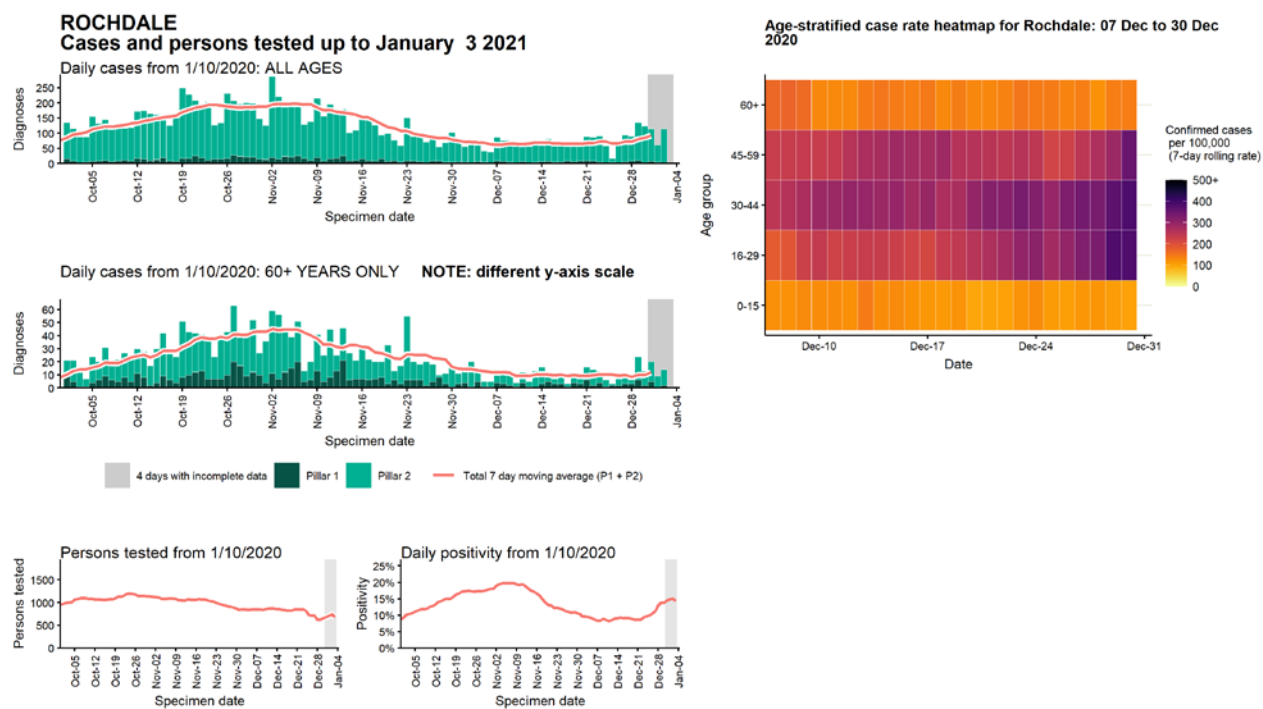 ROCHDALE
Cases and persons tested up to January  3 2021
Daily cases from 1/10/2020: ALL AGES
Diagnoses
250
200
150
100
50
0
Oct-05
Oct-12
Oct-19
Oct-26
Nov-02
Nov-09
Nov-16
Nov-23
Nov-30
Dec-07
Dec-14
Dec-21
Dec-28
Jan-04
Specimen date
Daily cases from 1/10/2020: 60+ YEARS ONLY
NOTE: different y-axis scale
Diagnoses
60
50
40
30
20
10
0
Oct-05
Oct-12
Oct-19
Oct-26
Nov-02
Nov-09
Nov-16
Nov-23
Nov-30
Dec-07
Dec-14
Dec-21
Dec-28
Jan-04
Specimen date
4 days with incomplete data
Pillar 1
Pillar 2
Total 7 day moving average (P1 + P2)
Persons tested from 1/10/2020
Persons tested
1500
1000
500
0
Oct-05
Oct-12
Oct-19
Oct-26
Nov-02
Nov-09
Nov-16
Nov-23
Nov-30
Dec-07
Dec-14
Dec-21
Dec-28
Jan-04
Specimen date
Daily positivity from 1/10/2020
Positivity
25%
20%
15%
10%
5%
0%
Oct-05
Oct-12
Oct-19
Oct-26
Nov-02
Nov-09
Nov-16
Nov-23
Nov-30
Dec-07
Dec-14
Dec-21
Dec-28
Jan-04
Specimen date
Age-stratified case rate heatmap for Rochdale: 07 Dec to 30 Dec
2020
Age group
60+
45-59
30-44
16-29
0-15
Dec-10
Dec-17
Dec-24
Dec-31
Date
Confirmed cases
per 100,000
(7-day rolling rate)
500+
400
300
200
100
0